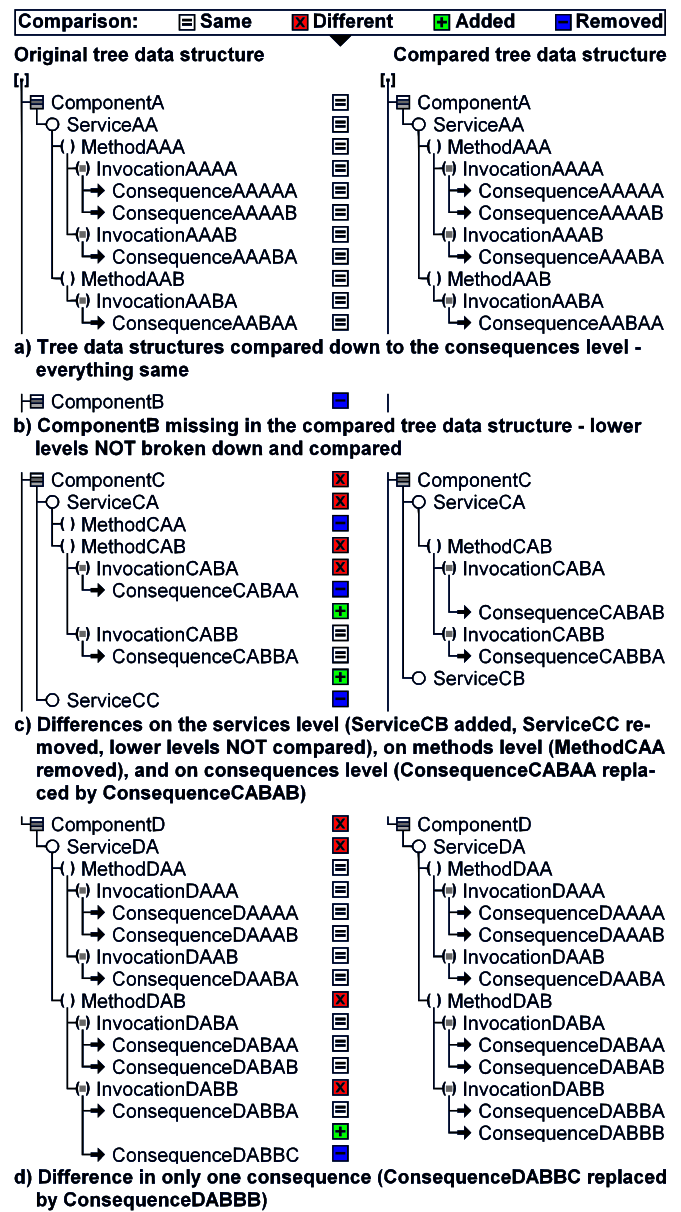 Comparison: = Same x Different + Added − Removed
Original tree data structure Compared tree data structure
[.] [.]
ComponentA = ComponentA
ServiceAA = ServiceAA
MethodAAA = MethodAAA
InvocationAAAA = InvocationAAAA
ConsequenceAAAAA = ConsequenceAAAAA
ConsequenceAAAAB = ConsequenceAAAAB
InvocationAAAB = InvocationAAAB
ConsequenceAAABA = ConsequenceAAABA
MethodAAB = MethodAAB
InvocationAABA = InvocationAABA
ConsequenceAABAA = ConsequenceAABAA
a) Tree data structures compared down to the consequences level -
everything same
ComponentB −
b) ComponentB missing in the compared tree data structure - lower
levels NOT broken down and compared
ComponentC x ComponentC
ServiceCA x ServiceCA
MethodCAA −
MethodCAB x MethodCAB
InvocationCABA x InvocationCABA
ConsequenceCABAA −
+ ConsequenceCABAB
InvocationCABB = InvocationCABB
ConsequenceCABBA = ConsequenceCABBA
+ ServiceCB
ServiceCC −
c) Differences on the services level (ServiceCB added, ServiceCC re-
moved, lower levels NOT compared), on methods level (MethodCAA
removed), and on consequences level (ConsequenceCABAA repla-
ced by ConsequenceCABAB)
ComponentD x ComponentD
ServiceDA x ServiceDA
MethodDAA = MethodDAA
InvocationDAAA = InvocationDAAA
ConsequenceDAAAA = ConsequenceDAAAA
ConsequenceDAAAB = ConsequenceDAAAB
InvocationDAAB = InvocationDAAB
ConsequenceDAABA = ConsequenceDAABA
MethodDAB x MethodDAB
InvocationDABA = InvocationDABA
ConsequenceDABAA = ConsequenceDABAA
ConsequenceDABAB = ConsequenceDABAB
InvocationDABB x InvocationDABB
ConsequenceDABBA = ConsequenceDABBA
+ ConsequenceDABBB
ConsequenceDABBC −
d) Difference in only one consequence (ConsequenceDABBC replaced
by ConsequenceDABBB)